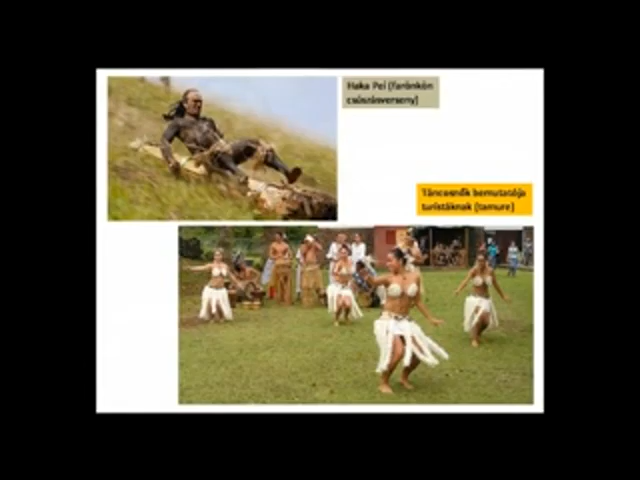 Haka Pei (farönkön
csúszásverseny)
Táncosnők bemutatója
turistáknak (tamure)